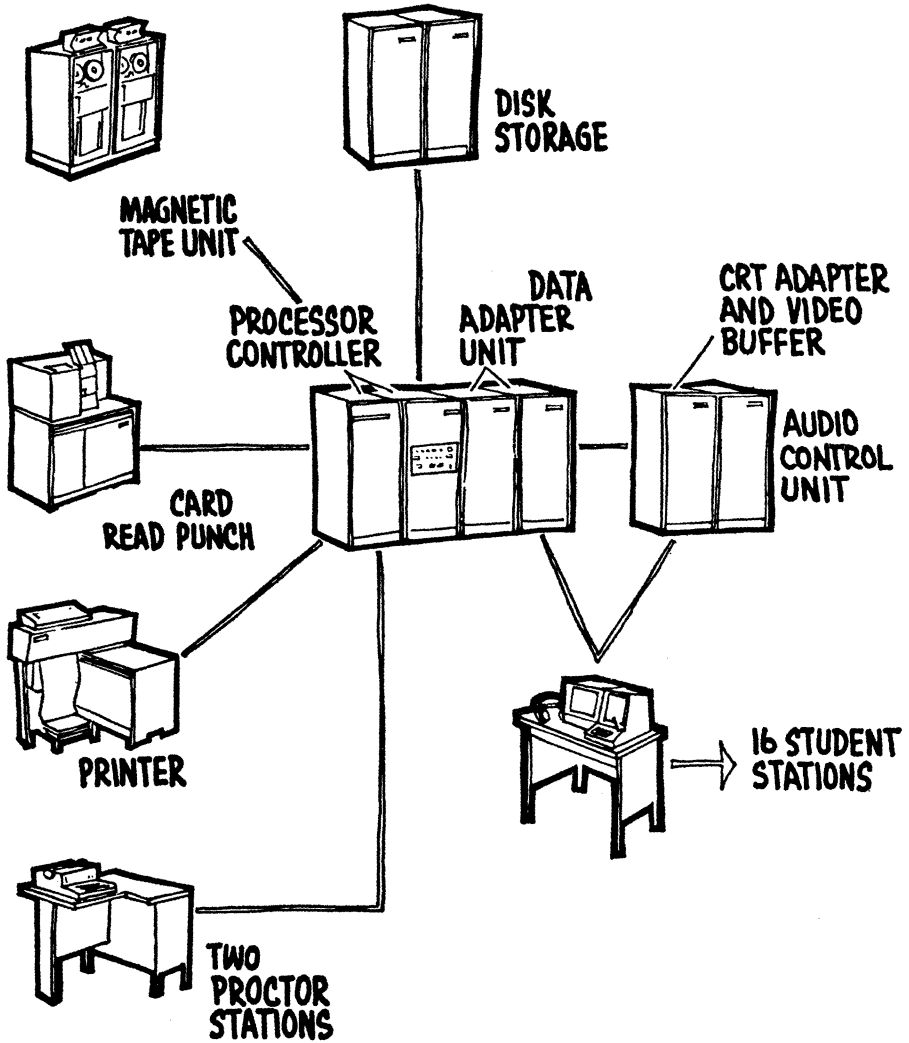 DISK
STORAGE
MAGNETIC
TAPE UNIT
PROCESSOR
CONTROLLER
DATA
ADAPTER
UNIT
CRT ADAPTER
AND VIDEO
BUFFER
AUDIO
CONTROL
UNIT
CARD
READ PUNCH
PRINTER
16 STUDENT
STATIONS
TWO
PROCTOR
STATIONS